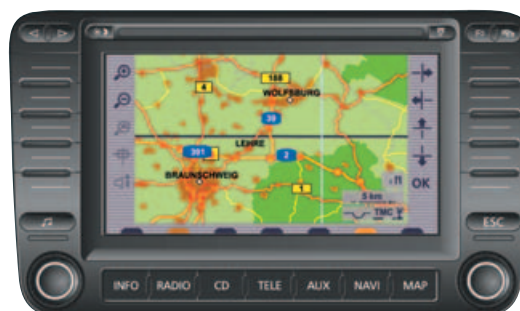 188
4
WOLFSBURG
39
LEHRE
391
2
BRAUNSCHWEIG
1
OK
5 km
TMC
ESC
INFO RADIO CD TELE AUX NAVI MAP